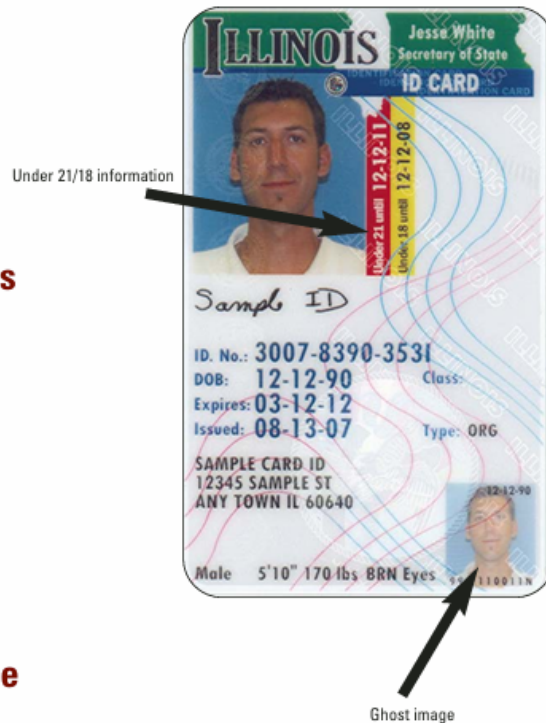 ILLINOIS
Jesse White
Secretary of State
ID CARD
Under 21/18 information
Under 21 until 12-12-11
Under 18 until 12-12-08
s
Sample ID
ID. No.: 3007-8390-3531
DOB: 12-12-90 Class:
Expires: 03-12-12
Issued: 08-13-07 Type: ORG
SAMPLE CARD ID
12345 SAMPLE ST
ANY TOWN IL 60640
12-12-90
Male 5'10" 170 lbs BRN Eyes
e
Ghost image